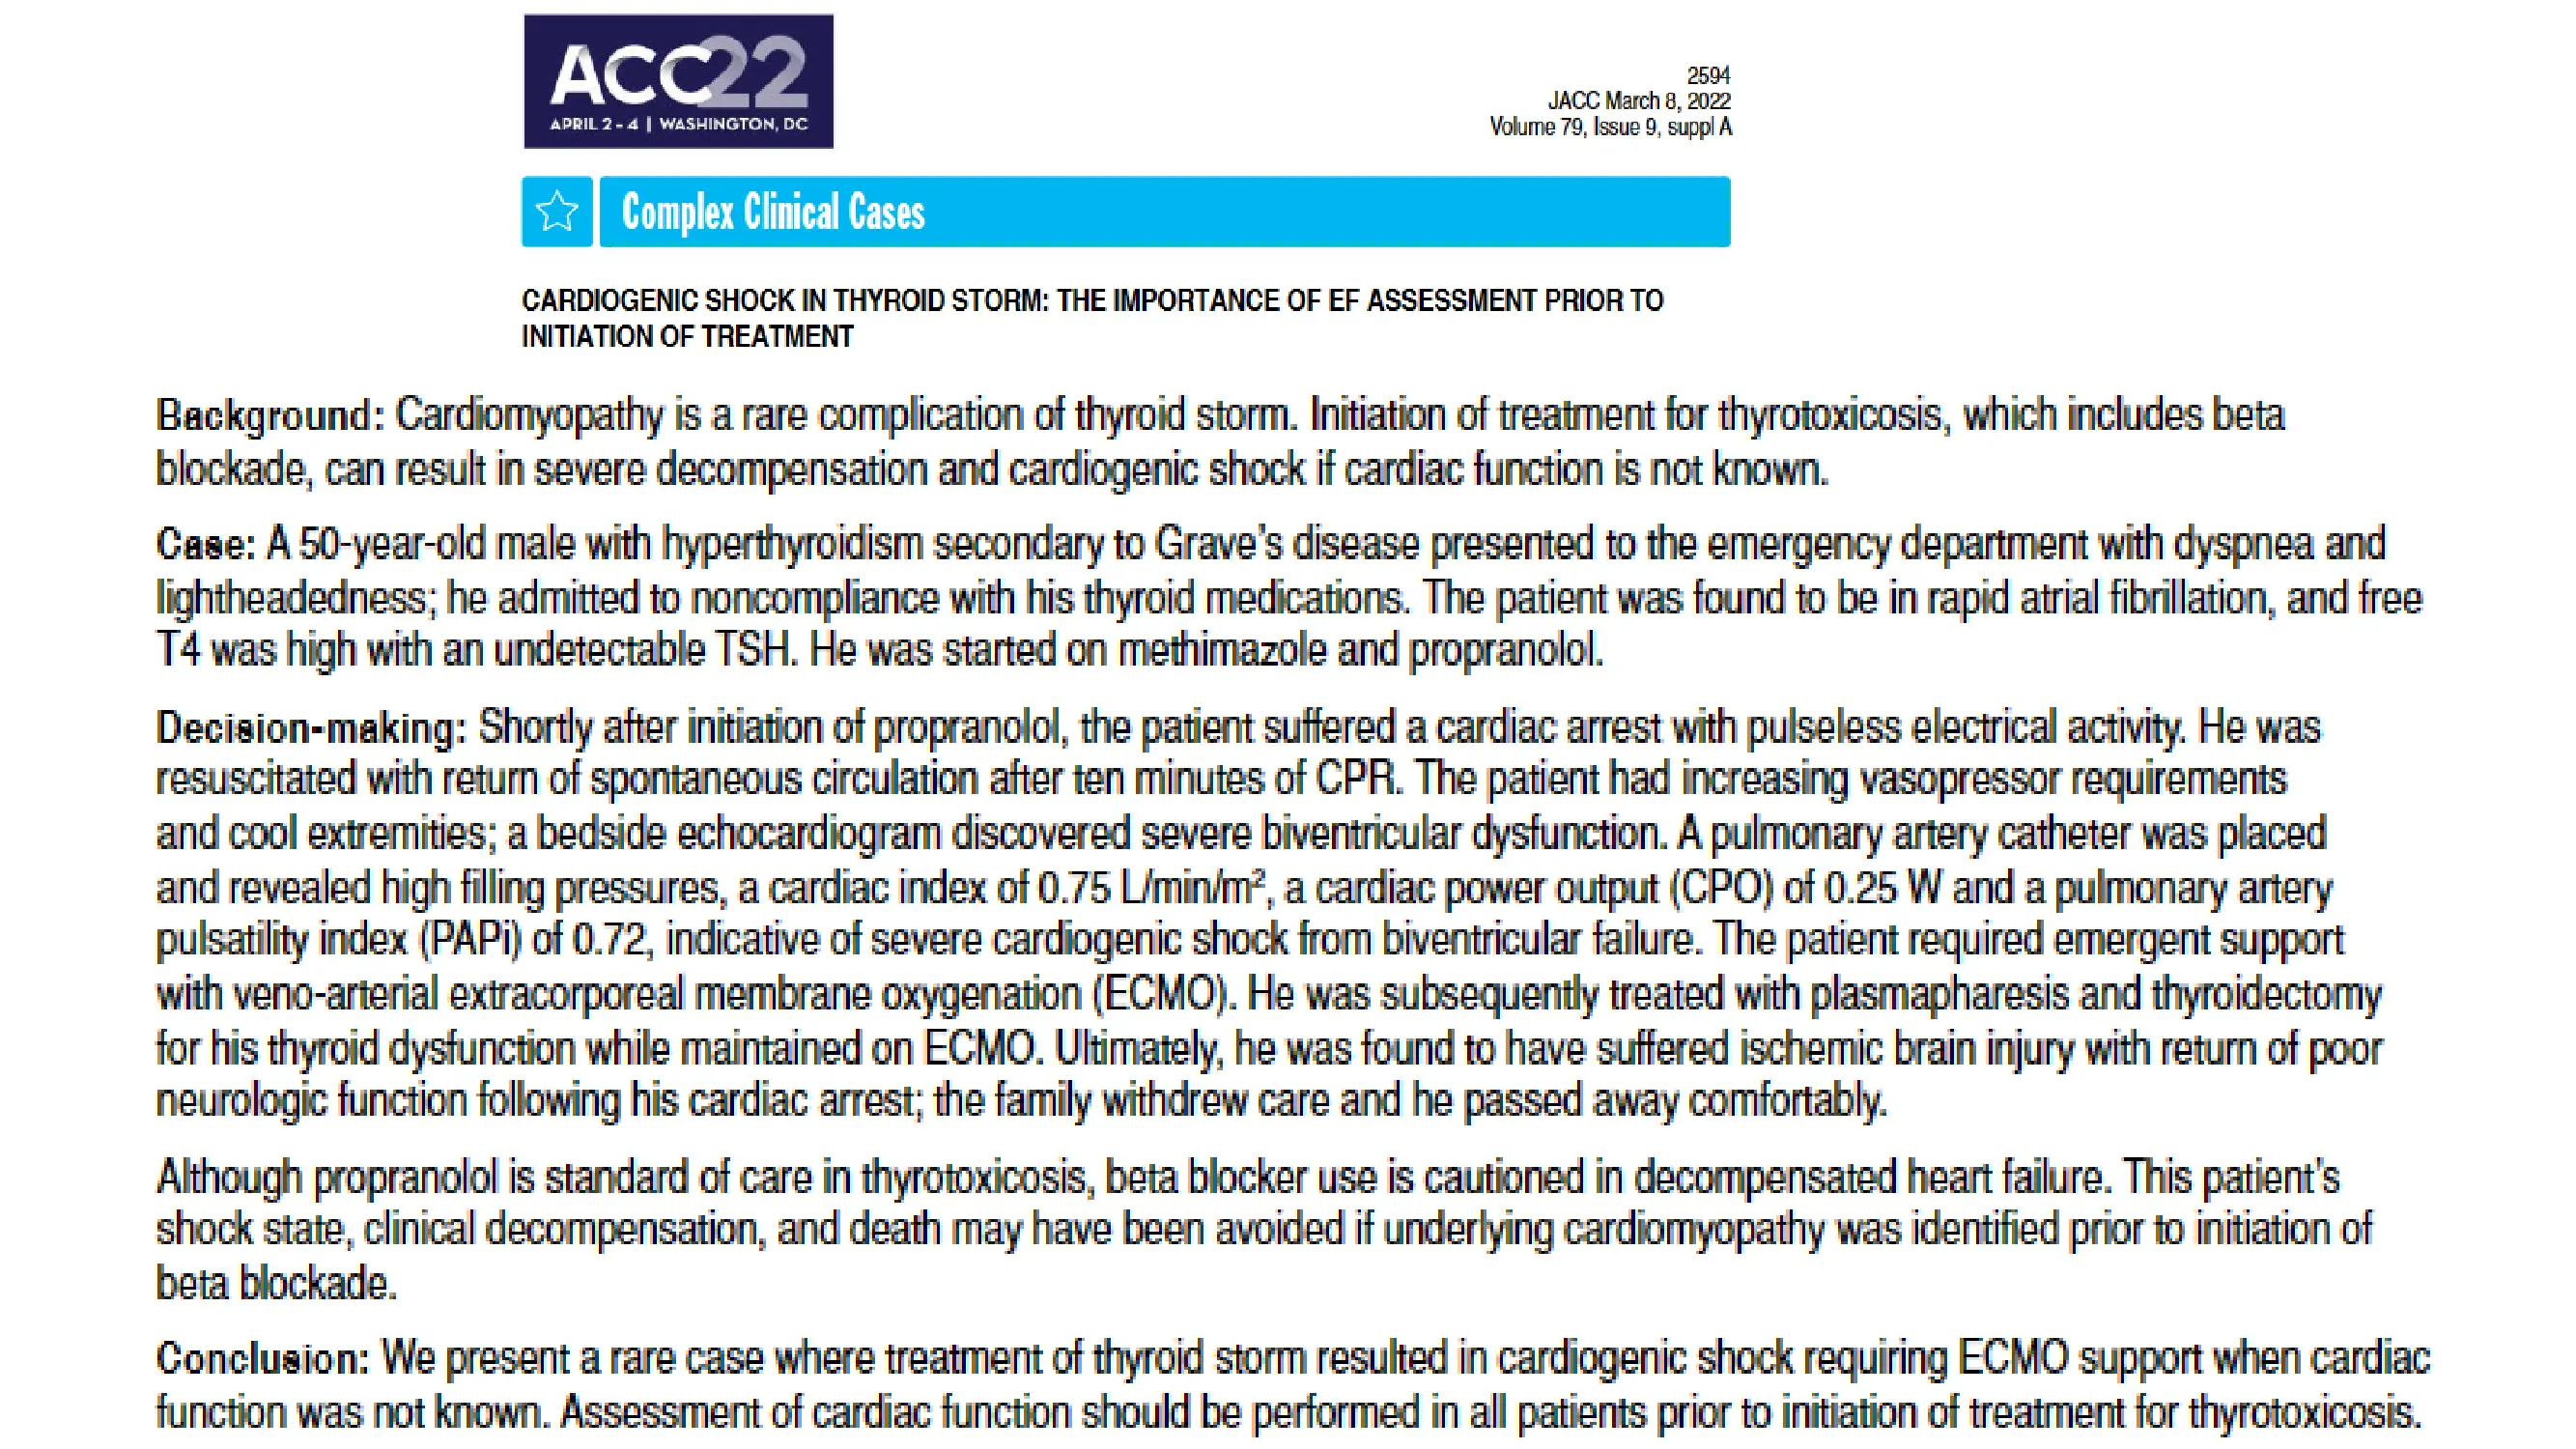 ACC22
APRIL 2 - 4 | WASHINGTON, DC
2594
JACC March 8, 2022
Volume 79, Issue 9, suppl A
Complex Clinical Cases
CARDIOGENIC SHOCK IN THYROID STORM: THE IMPORTANCE OF EF ASSESSMENT PRIOR TO
INITIATION OF TREATMENT
Background: Cardiomyopathy is a rare complication of thyroid storm. Initiation of treatment for thyrotoxicosis, which includes beta
blockade, can result in severe decompensation and cardiogenic shock if cardiac function is not known.
Case: A 50-year-old male with hyperthyroidism secondary to Grave's disease presented to the emergency department with dyspnea and
lightheadedness; he admitted to noncompliance with his thyroid medications. The patient was found to be in rapid atrial fibrillation, and free
T4 was high with an undetectable TSH. He was started on methimazole and propranolol.
Decision-making: Shortly after initiation of propranolol, the patient suffered a cardiac arrest with pulseless electrical activity. He was
resuscitated with return of spontaneous circulation after ten minutes of CPR. The patient had increasing vasopressor requirements
and cool extremities; a bedside echocardiogram discovered severe biventricular dysfunction. A pulmonary artery catheter was placed
and revealed high filling pressures, a cardiac index of 0.75 L/min/m², a cardiac power output (CPO) of 0.25 W and a pulmonary artery
pulsatility index (PAPi) of 0.72, indicative of severe cardiogenic shock from biventricular failure. The patient required emergent support
with veno-arterial extracorporeal membrane oxygenation (ECMO). He was subsequently treated with plasmapharesis and thyroidectomy
for his thyroid dysfunction while maintained on ECMO. Ultimately, he was found to have suffered ischemic brain injury with return of poor
neurologic function following his cardiac arrest; the family withdrew care and he passed away comfortably.
Although propranolol is standard of care in thyrotoxicosis, beta blocker use is cautioned in decompensated heart failure. This patient's
shock state, clinical decompensation, and death may have been avoided if underlying cardiomyopathy was identified prior to initiation of
beta blockade.
Conclusion: We present a rare case where treatment of thyroid storm resulted in cardiogenic shock requiring ECMO support when cardiac
function was not known. Assessment of cardiac function should be performed in all patients prior to initiation of treatment for thyrotoxicosis.